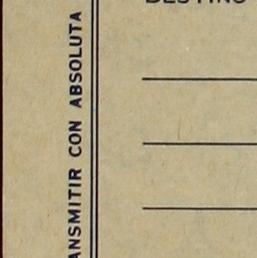 DESTINO
ANSMITIR CON ABSOLUTA